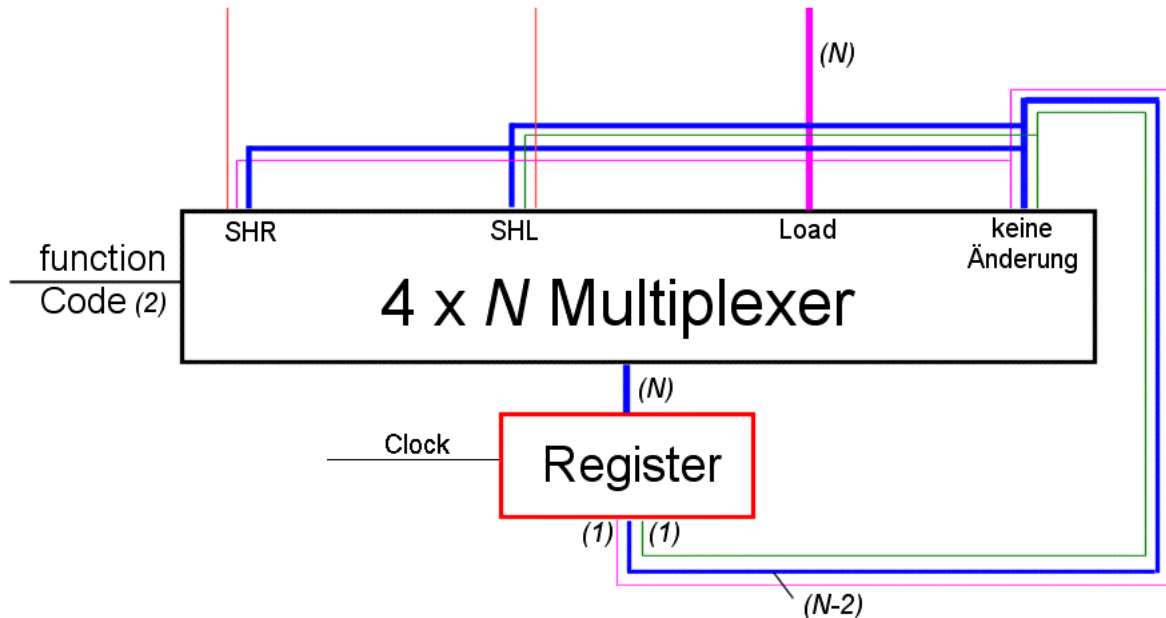 (N)
SHR
SHL
Load
keine
Änderung
function
Code (2)
4 x N Multiplexer
(N)
Clock
Register
(1)
(1)
(N-2)